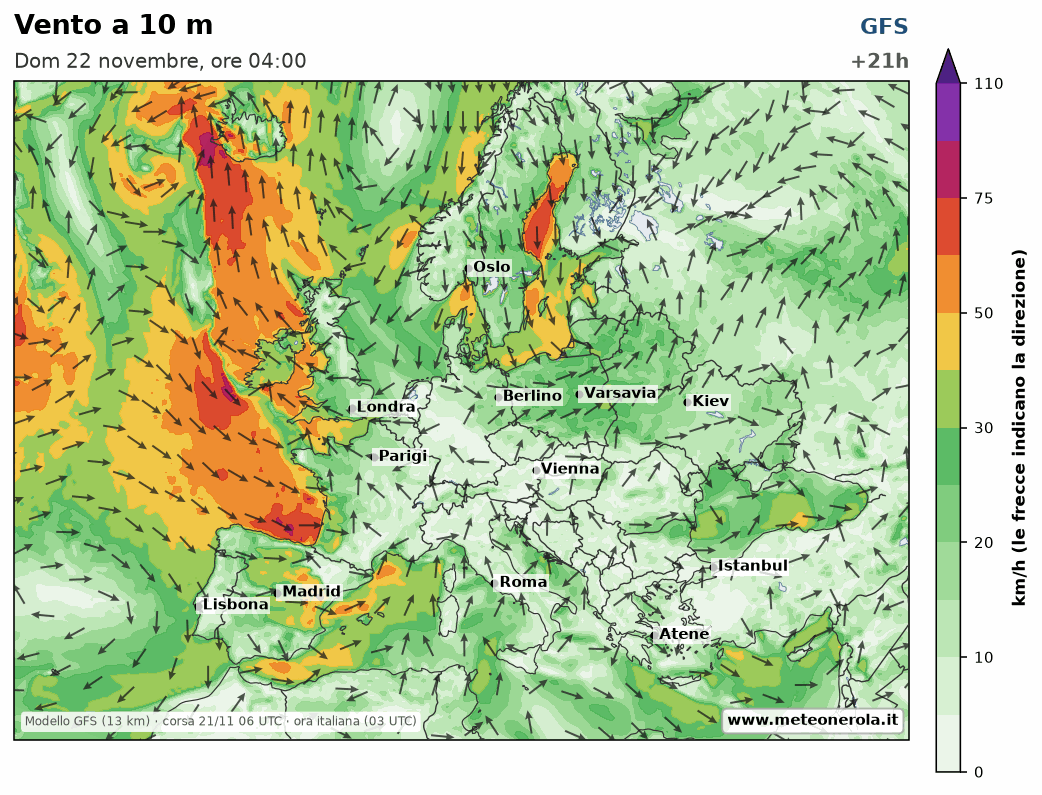 Vento a 10 m
GFS
Dom 22 novembre, ore 04:00
+21h
110
75
50
30
20
10
0
km/h (le frecce indicano la direzione)
Oslo
Londra
Berlino
Varsavia
Kiev
Parigi
Vienna
Istanbul
Madrid
Roma
Lisbona
Atene
Modello GFS (13 km) · corsa 21/11 06 UTC · ora italiana (03 UTC)
www.meteonerola.it